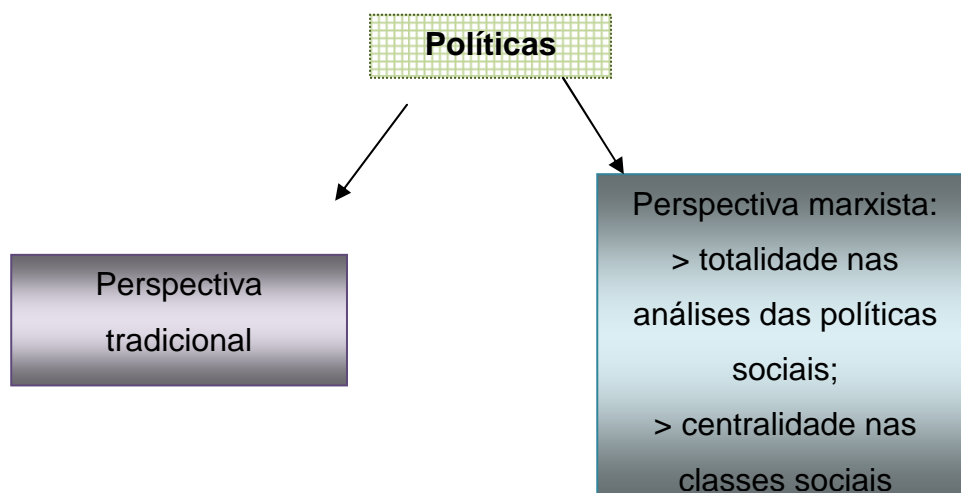 Políticas
Perspectiva
tradicional
Perspectiva marxista:
> totalidade nas
análises das políticas
sociais;
> centralidade nas
classes sociais